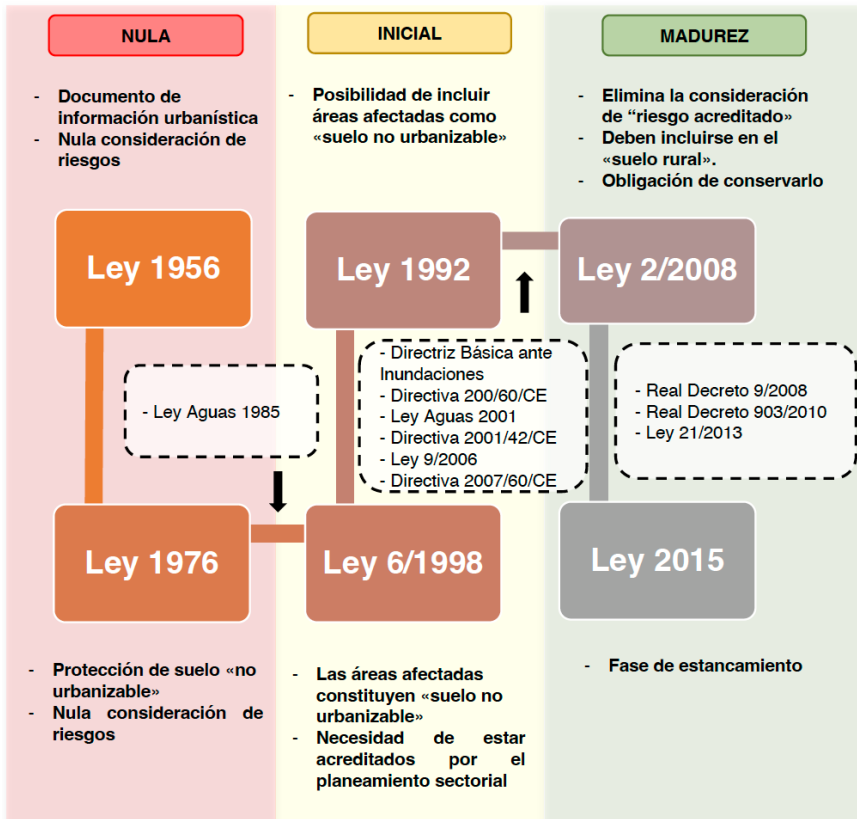 NULA
- Documento de
información urbanística
- Nula consideración de
riesgos
Ley 1956
- Ley Aguas 1985
Ley 1976
- Protección de suelo «no
urbanizable»
- Nula consideración de
riesgos
INICIAL
- Posibilidad de incluir
áreas afectadas como
«suelo no urbanizable»
Ley 1992
- Directriz Básica ante
Inundaciones
- Directiva 200/60/CE
- Ley Aguas 2001
- Directiva 2001/42/CE
- Ley 9/2006
- Directiva 2007/60/CE
Ley 6/1998
- Las áreas afectadas
constituyen «suelo no
urbanizable»
- Necesidad de estar
acreditados por el
planeamiento sectorial
MADUREZ
- Elimina la consideración
de “riesgo acreditado»
- Deben incluirse en el
«suelo rural».
- Obligación de conservarlo
Ley 2/2008
- Real Decreto 9/2008
- Real Decreto 903/2010
- Ley 21/2013
Ley 2015
- Fase de estancamiento